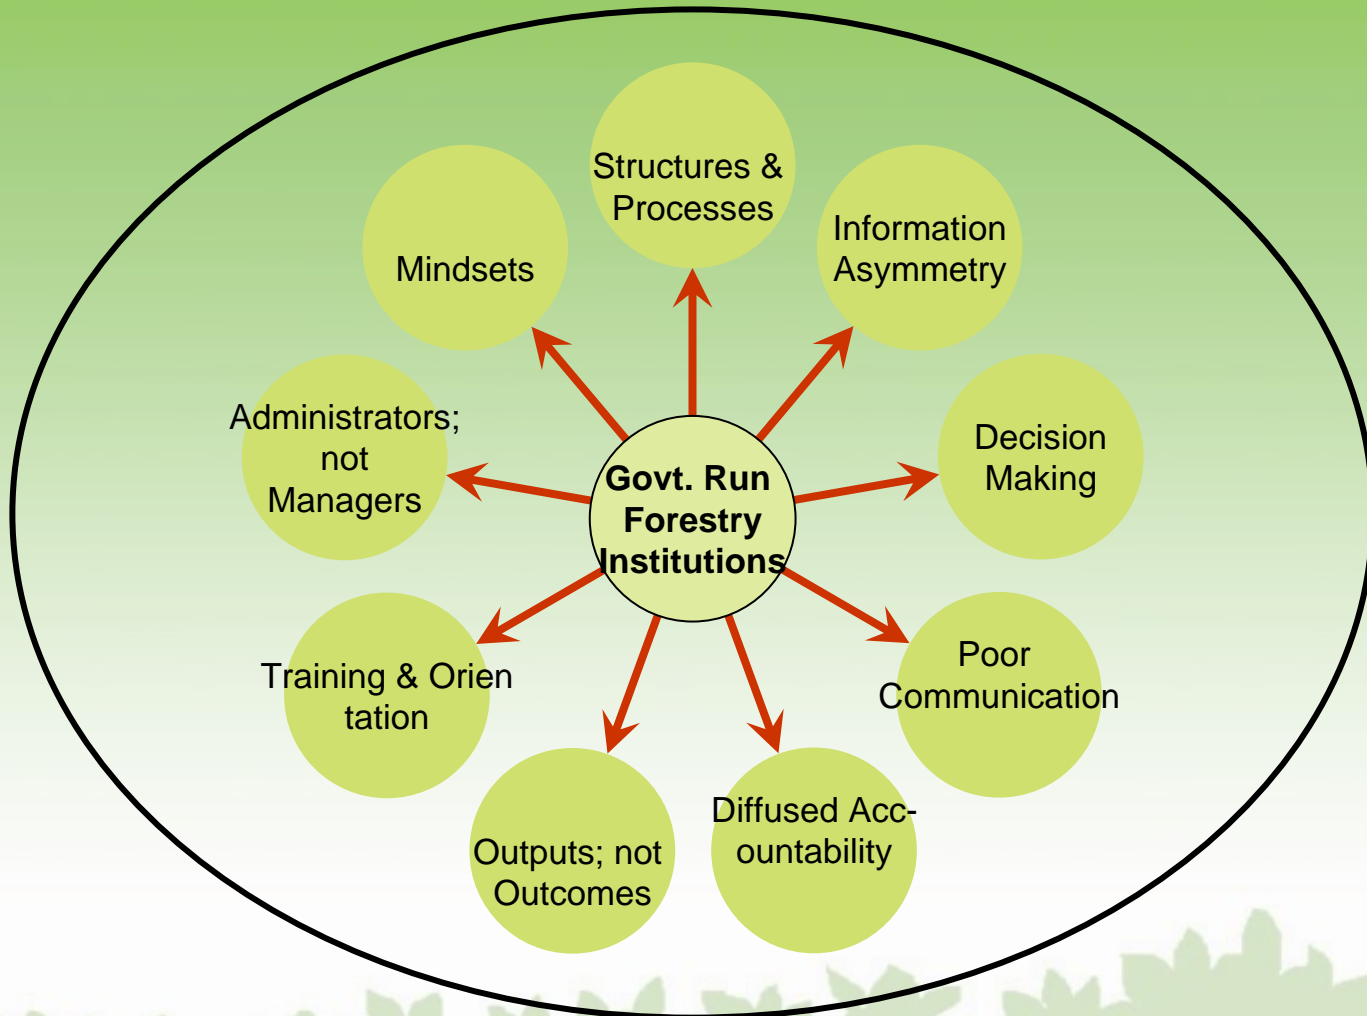 Structures &
Processes
Information
Asymmetry
Mindsets
Administrators;
not
Managers
Decision
Making
Govt. Run
Forestry
Institutions
Poor
Communication
Training & Orien
tation
Diffused Acc-
ountability
Outputs; not
Outcomes